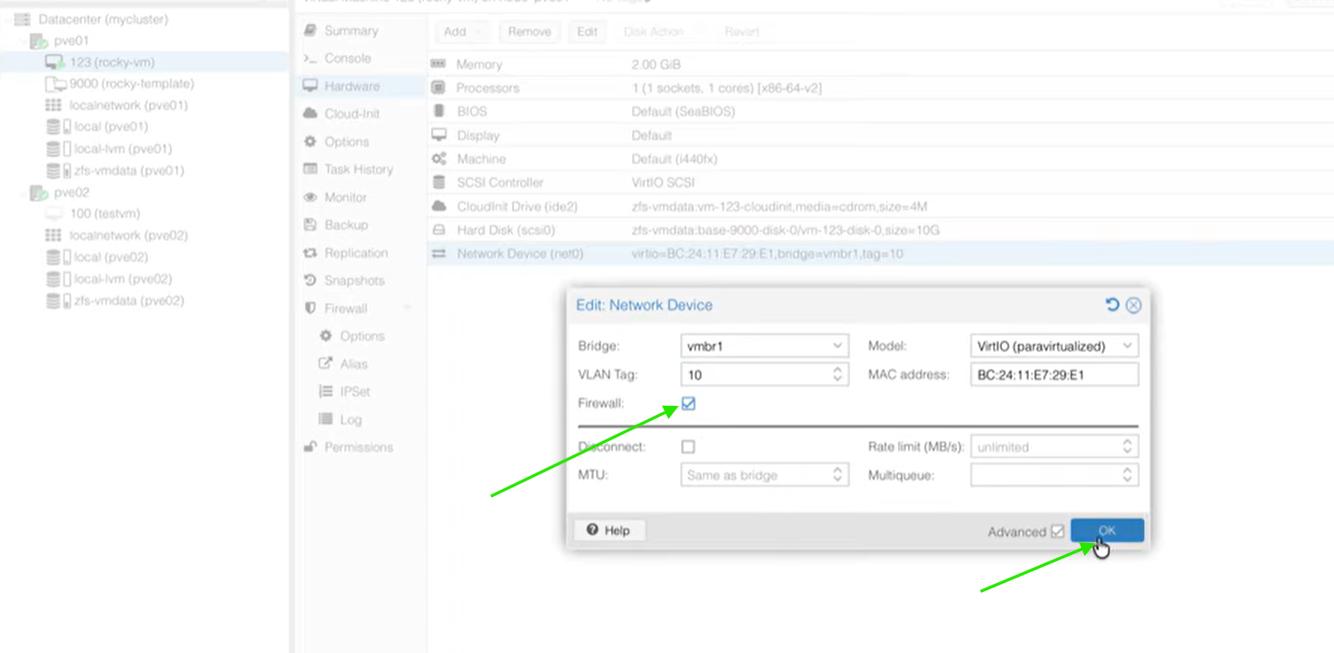 Datacenter (mycluster)
pve01
123 (rocky-vm)
9000 (rocky-template)
localnetwork (pve01)
local (pve01)
local-lvm (pve01)
zfs-vmdata (pve01)
pve02
100 (testvm)
localnetwork (pve02)
local (pve02)
local-lvm (pve02)
zfs-vmdata (pve02)
Summary
Console
Hardware
Cloud-Init
Options
Task History
Monitor
Backup
Replication
Snapshots
Firewall
Options
Alias
IPSet
Log
Permissions
Add Remove Edit Disk Action Revert
Memory 2.00 GiB
Processors 1 (1 sockets, 1 cores) [x86-64-v2]
BIOS Default (SeaBIOS)
Display Default
Machine Default (i440fx)
SCSI Controller VirtIO SCSI
CloudInit Drive (ide2) zfs-vmdata:vm-123-cloudinit,media=cdrom,size=4M
Hard Disk (scsi0) zfs-vmdata:base-9000-disk-0/vm-123-disk-0,size=10G
Network Device (net0) virtio=BC:24:11:E7:29:E1,bridge=vmbr1,tag=10
Edit: Network Device
Bridge: vmbr1 Model: VirtIO (paravirtualized)
VLAN Tag: 10 MAC address: BC:24:11:E7:29:E1
Firewall:
Disconnect: Rate limit (MB/s): unlimited
MTU: Same as bridge Multiqueue:
Help Advanced OK